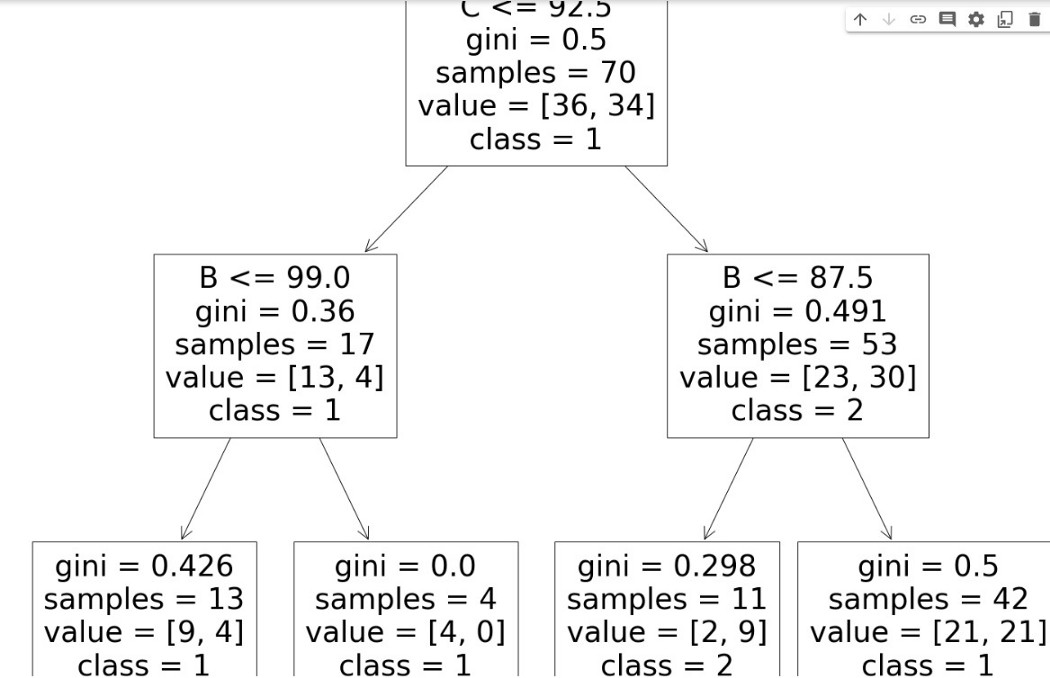 C <= 92.5
gini = 0.5
samples = 70
value = [36, 34]
class = 1
B <= 99.0
gini = 0.36
samples = 17
value = [13, 4]
class = 1
B <= 87.5
gini = 0.491
samples = 53
value = [23, 30]
class = 2
gini = 0.426
samples = 13
value = [9, 4]
class = 1
gini = 0.0
samples = 4
value = [4, 0]
class = 1
gini = 0.298
samples = 11
value = [2, 9]
class = 2
gini = 0.5
samples = 42
value = [21, 21]
class = 1